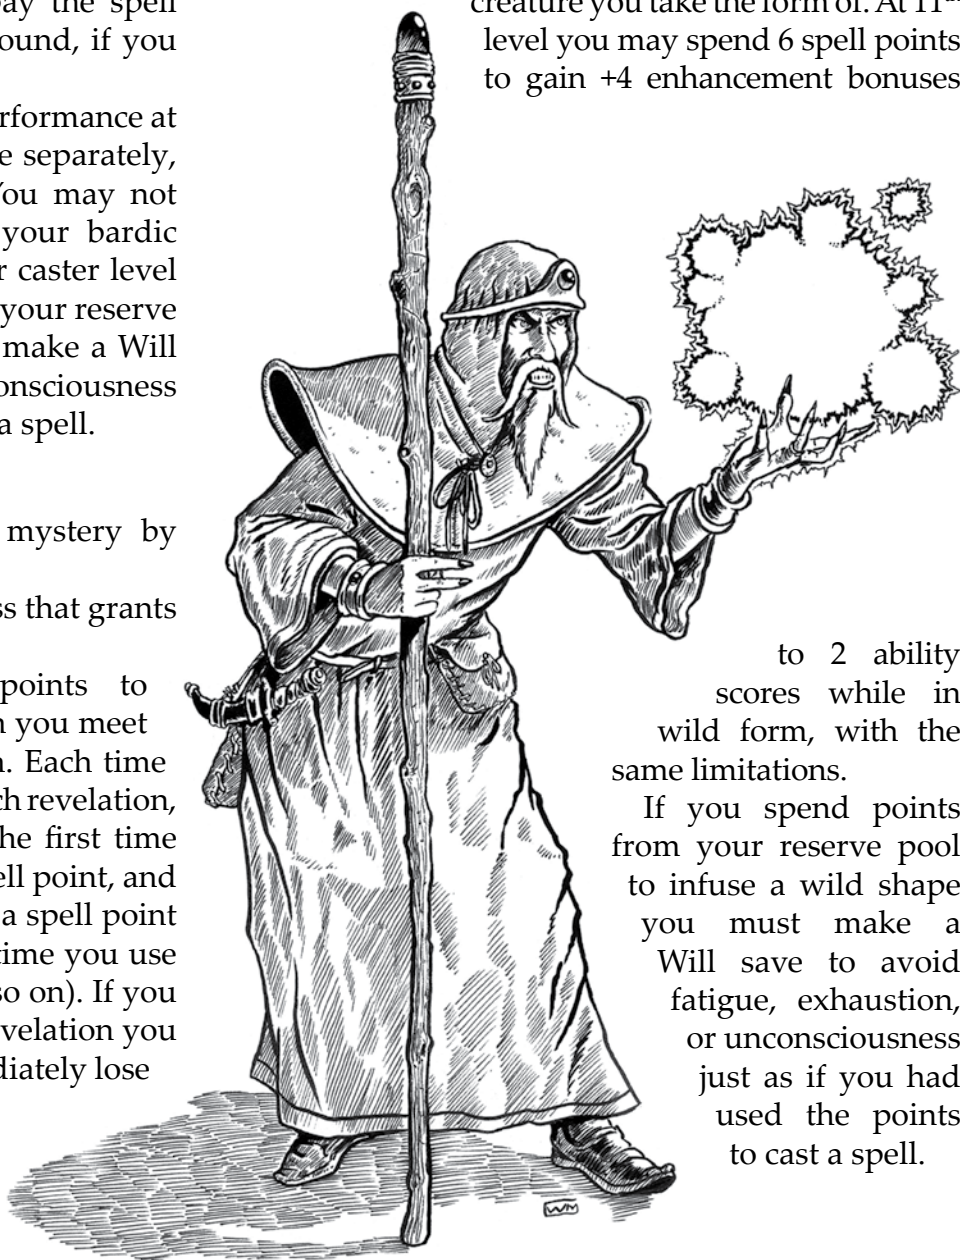 pay the spell
ound, if you
rformance at
e separately,
You may not
your bardic
r caster level
your reserve
make a Will
onsciousness
a spell.
mystery by
ss that grants
points to
n you meet
n. Each time
ch revelation,
he first time
ell point, and
a spell point
time you use
so on). If you
evelation you
diately lose
creature you take the form of. At 11th
level you may spend 6 spell points
to gain +4 enhancement bonuses
to 2 ability
scores while in
wild form, with the
same limitations.
If you spend points
from your reserve pool
to infuse a wild shape
you must make a
Will save to avoid
fatigue, exhaustion,
or unconsciousness
just as if you had
used the points
to cast a spell.
WM